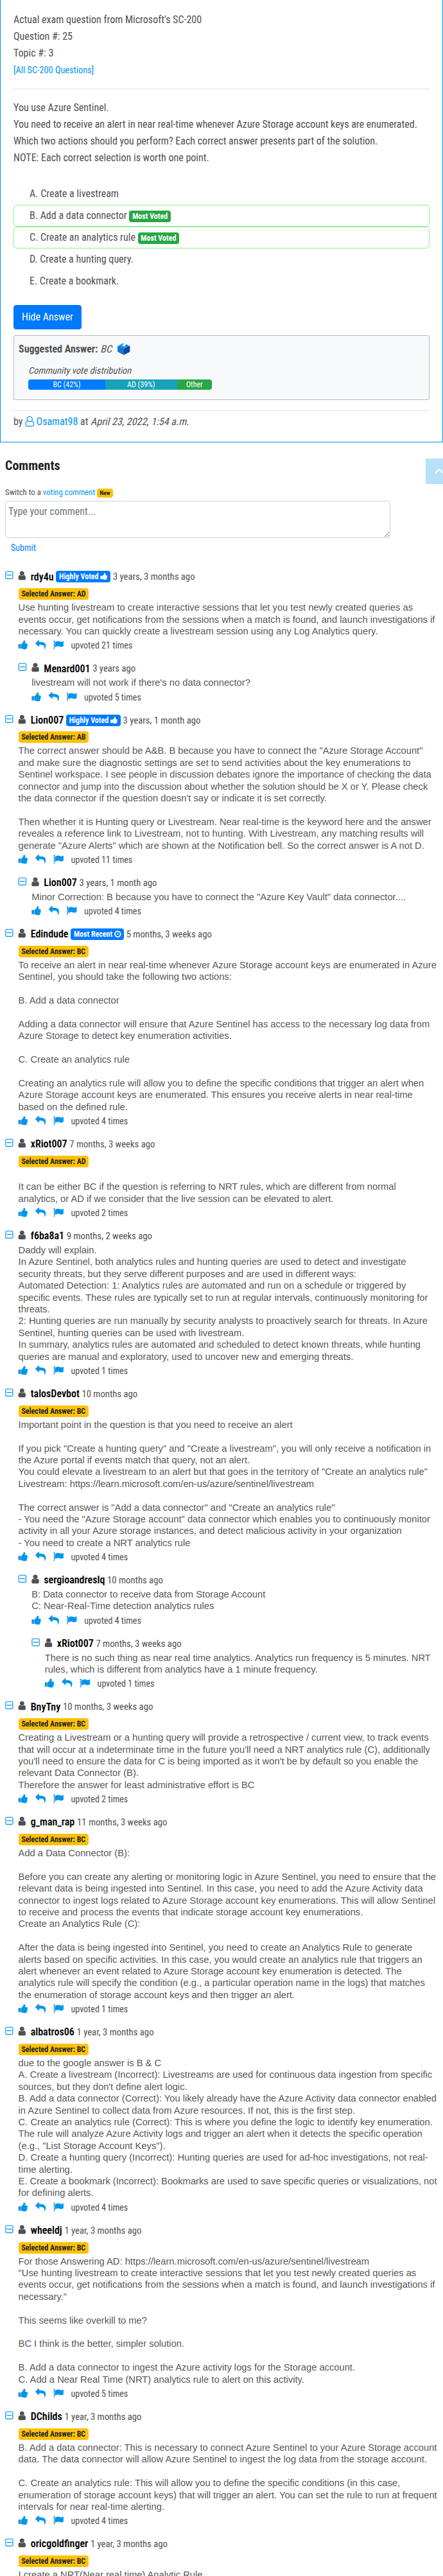 Actual exam question from Microsoft's SC-200
Question #: 25
Topic #: 3
[All SC-200 Questions]
You use Azure Sentinel.
You need to receive an alert in near real-time whenever Azure Storage account keys are enumerated.
Which two actions should you perform? Each correct answer presents part of the solution.
NOTE: Each correct selection is worth one point.
A. Create a livestream
B. Add a data connector Most Voted
C. Create an analytics rule Most Voted
D. Create a hunting query.
E. Create a bookmark.
Hide Answer
Suggested Answer: BC
Community vote distribution
BC (42%) AD (39%) Other
by Osamat98 at April 23, 2022, 1:54 a.m.
Comments
Switch to a voting comment New
Type your comment...
Submit
rdy4u Highly Voted 3 years, 3 months ago
Selected Answer: AD
Use hunting livestream to create interactive sessions that let you test newly created queries as
events occur, get notifications from the sessions when a match is found, and launch investigations if
necessary. You can quickly create a livestream session using any Log Analytics query.
upvoted 21 times
Menard001 3 years ago
livestream will not work if there's no data connector?
upvoted 5 times
Lion007 Highly Voted 3 years, 1 month ago
Selected Answer: AB
The correct answer should be A&B. B because you have to connect the "Azure Storage Account"
and make sure the diagnostic settings are set to send activities about the key enumerations to
Sentinel workspace. I see people in discussion debates ignore the importance of checking the data
connector and jump into the discussion about whether the solution should be X or Y. Please check
the data connector if the question doesn't say or indicate it is set correctly.
Then whether it is Hunting query or Livestream. Near real-time is the keyword here and the answer
reveales a reference link to Livestream, not to hunting. With Livestream, any matching results will
generate "Azure Alerts" which are shown at the Notification bell. So the correct answer is A not D.
upvoted 11 times
Lion007 3 years, 1 month ago
Minor Correction: B because you have to connect the "Azure Key Vault" data connector....
upvoted 4 times
Edindude Most Recent 5 months, 3 weeks ago
Selected Answer: BC
To receive an alert in near real-time whenever Azure Storage account keys are enumerated in Azure
Sentinel, you should take the following two actions:
B. Add a data connector
Adding a data connector will ensure that Azure Sentinel has access to the necessary log data from
Azure Storage to detect key enumeration activities.
C. Create an analytics rule
Creating an analytics rule will allow you to define the specific conditions that trigger an alert when
Azure Storage account keys are enumerated. This ensures you receive alerts in near real-time
based on the defined rule.
upvoted 4 times
xRiot007 7 months, 3 weeks ago
Selected Answer: AD
It can be either BC if the question is referring to NRT rules, which are different from normal
analytics, or AD if we consider that the live session can be elevated to alert.
upvoted 2 times
f6ba8a1 9 months, 2 weeks ago
Daddy will explain.
In Azure Sentinel, both analytics rules and hunting queries are used to detect and investigate
security threats, but they serve different purposes and are used in different ways:
Automated Detection: 1: Analytics rules are automated and run on a schedule or triggered by
specific events. These rules are typically set to run at regular intervals, continuously monitoring for
threats.
2: Hunting queries are run manually by security analysts to proactively search for threats. In Azure
Sentinel, hunting queries can be used with livestream.
In summary, analytics rules are automated and scheduled to detect known threats, while hunting
queries are manual and exploratory, used to uncover new and emerging threats.
upvoted 1 times
talosDevbot 10 months ago
Selected Answer: BC
Important point in the question is that you need to receive an alert
If you pick "Create a hunting query" and "Create a livestream", you will only receive a notification in
the Azure portal if events match that query, not an alert.
You could elevate a livestream to an alert but that goes in the territory of "Create an analytics rule"
Livestream: https://learn.microsoft.com/en-us/azure/sentinel/livestream
The correct answer is "Add a data connector" and "Create an analytics rule"
- You need the "Azure Storage account" data connector which enables you to continuously monitor
activity in all your Azure storage instances, and detect malicious activity in your organization
- You need to create a NRT analytics rule
upvoted 4 times
sergioandreslq 10 months ago
B: Data connector to receive data from Storage Account
C: Near-Real-Time detection analytics rules
upvoted 4 times
xRiot007 7 months, 3 weeks ago
There is no such thing as near real time analytics. Analytics run frequency is 5 minutes. NRT
rules, which is different from analytics have a 1 minute frequency.
upvoted 1 times
BnyTny 10 months, 3 weeks ago
Selected Answer: BC
Creating a Livestream or a hunting query will provide a retrospective / current view, to track events
that will occur at a indeterminate time in the future you'll need a NRT analytics rule (C), additionally
you'll need to ensure the data for C is being imported as it won't be by default so you enable the
relevant Data Connector (B).
Therefore the answer for least administrative effort is BC
upvoted 2 times
g_man_rap 11 months, 3 weeks ago
Selected Answer: BC
Add a Data Connector (B):
Before you can create any alerting or monitoring logic in Azure Sentinel, you need to ensure that the
relevant data is being ingested into Sentinel. In this case, you need to add the Azure Activity data
connector to ingest logs related to Azure Storage account key enumerations. This will allow Sentinel
to receive and process the events that indicate storage account key enumerations.
Create an Analytics Rule (C):
After the data is being ingested into Sentinel, you need to create an Analytics Rule to generate
alerts based on specific activities. In this case, you would create an analytics rule that triggers an
alert whenever an event related to Azure Storage account key enumeration is detected. The
analytics rule will specify the condition (e.g., a particular operation name in the logs) that matches
the enumeration of storage account keys and then trigger an alert.
upvoted 1 times
albatros06 1 year, 3 months ago
Selected Answer: BC
due to the google answer is B & C
A. Create a livestream (Incorrect): Livestreams are used for continuous data ingestion from specific
sources, but they don't define alert logic.
B. Add a data connector (Correct): You likely already have the Azure Activity data connector enabled
in Azure Sentinel to collect data from Azure resources. If not, this is the first step.
C. Create an analytics rule (Correct): This is where you define the logic to identify key enumeration.
The rule will analyze Azure Activity logs and trigger an alert when it detects the specific operation
(e.g., "List Storage Account Keys").
D. Create a hunting query (Incorrect): Hunting queries are used for ad-hoc investigations, not real-
time alerting.
E. Create a bookmark (Incorrect): Bookmarks are used to save specific queries or visualizations, not
for defining alerts.
upvoted 4 times
wheeldj 1 year, 3 months ago
Selected Answer: BC
For those Answering AD: https://learn.microsoft.com/en-us/azure/sentinel/livestream
"Use hunting livestream to create interactive sessions that let you test newly created queries as
events occur, get notifications from the sessions when a match is found, and launch investigations if
necessary."
This seems like overkill to me?
BC I think is the better, simpler solution.
B. Add a data connector to ingest the Azure activity logs for the Storage account.
C. Add a Near Real Time (NRT) analytics rule to alert on this activity.
upvoted 5 times
DChilds 1 year, 3 months ago
Selected Answer: BC
B. Add a data connector: This is necessary to connect Azure Sentinel to your Azure Storage account
data. The data connector will allow Azure Sentinel to ingest the log data from the storage account.
C. Create an analytics rule: This will allow you to define the specific conditions (in this case,
enumeration of storage account keys) that will trigger an alert. You can set the rule to run at frequent
intervals for near real-time alerting.
upvoted 4 times
oricgoldfinger 1 year, 3 months ago
Selected Answer: BC
I create a NRT(Near real time) Analytic Rule